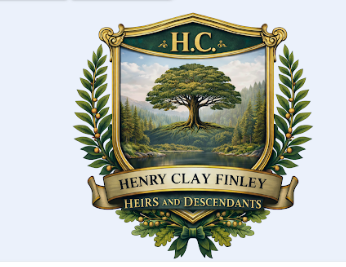 H.C.
HENRY CLAY FINLEY
HEIRS AND DESCENDANTS